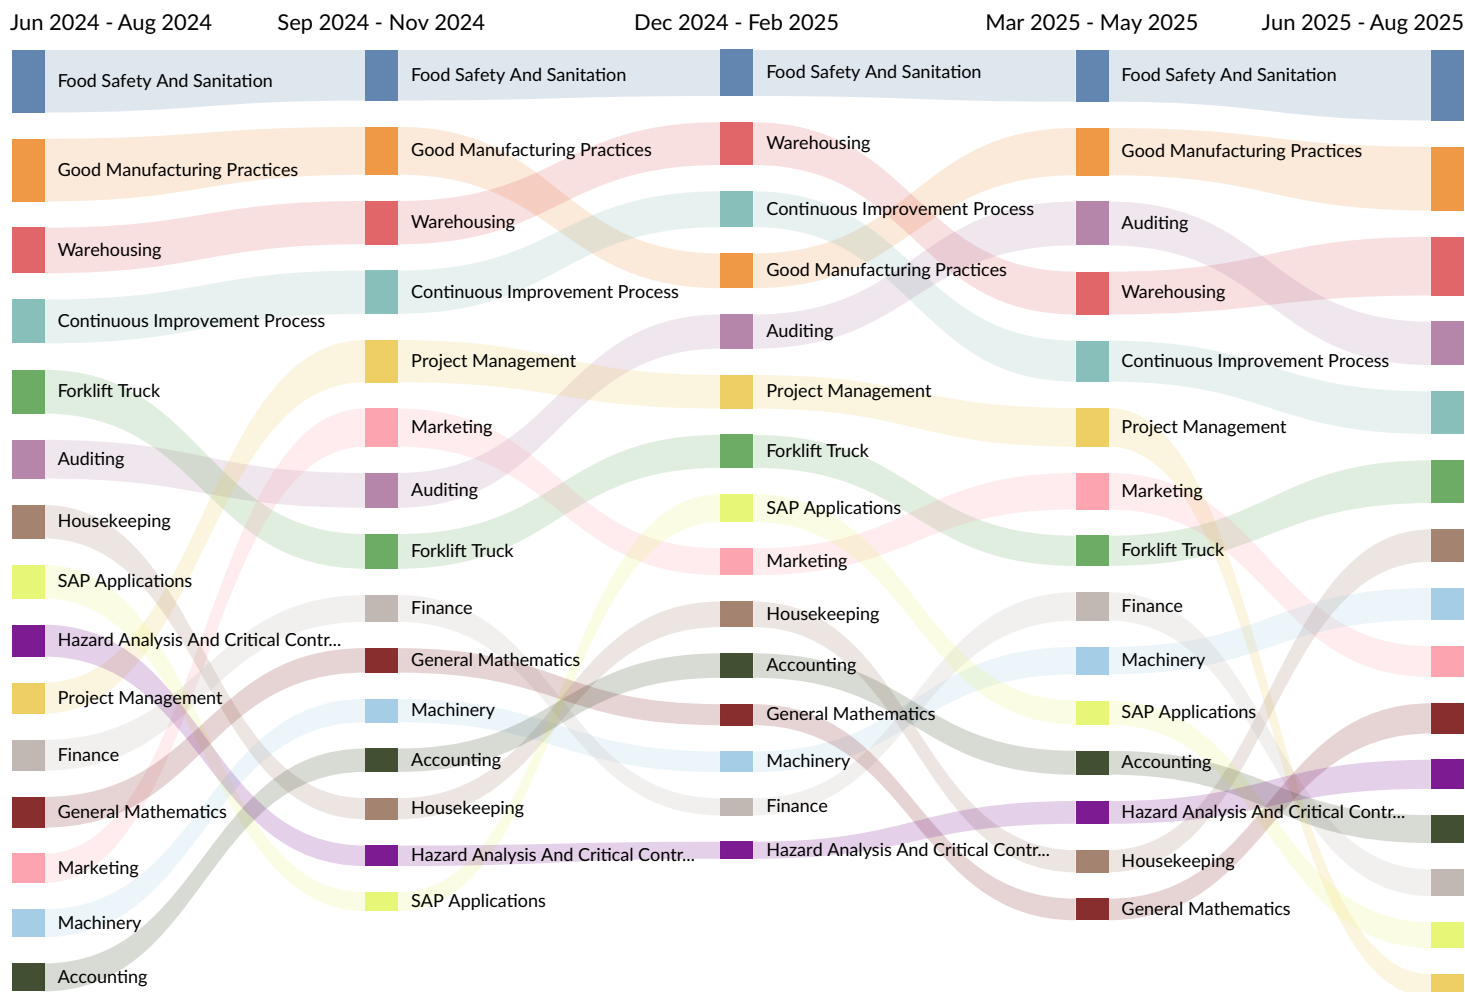 Jun 2024 - Aug 2024
Sep 2024 - Nov 2024
Dec 2024 - Feb 2025
Mar 2025 - May 2025
Jun 2025 - Aug 2025
Food Safety And Sanitation
Good Manufacturing Practices
Warehousing
Continuous Improvement Process
Forklift Truck
Auditing
Housekeeping
SAP Applications
Hazard Analysis And Critical Contr...
Project Management
Finance
General Mathematics
Marketing
Machinery
Accounting
Food Safety And Sanitation
Good Manufacturing Practices
Warehousing
Continuous Improvement Process
Project Management
Marketing
Auditing
Forklift Truck
Finance
General Mathematics
Machinery
Accounting
Housekeeping
Hazard Analysis And Critical Contr...
SAP Applications
Food Safety And Sanitation
Warehousing
Continuous Improvement Process
Good Manufacturing Practices
Auditing
Project Management
Forklift Truck
SAP Applications
Marketing
Housekeeping
Accounting
General Mathematics
Machinery
Finance
Hazard Analysis And Critical Contr...
Food Safety And Sanitation
Good Manufacturing Practices
Auditing
Warehousing
Continuous Improvement Process
Project Management
Marketing
Forklift Truck
Finance
Machinery
SAP Applications
Accounting
Hazard Analysis And Critical Contr...
Housekeeping
General Mathematics